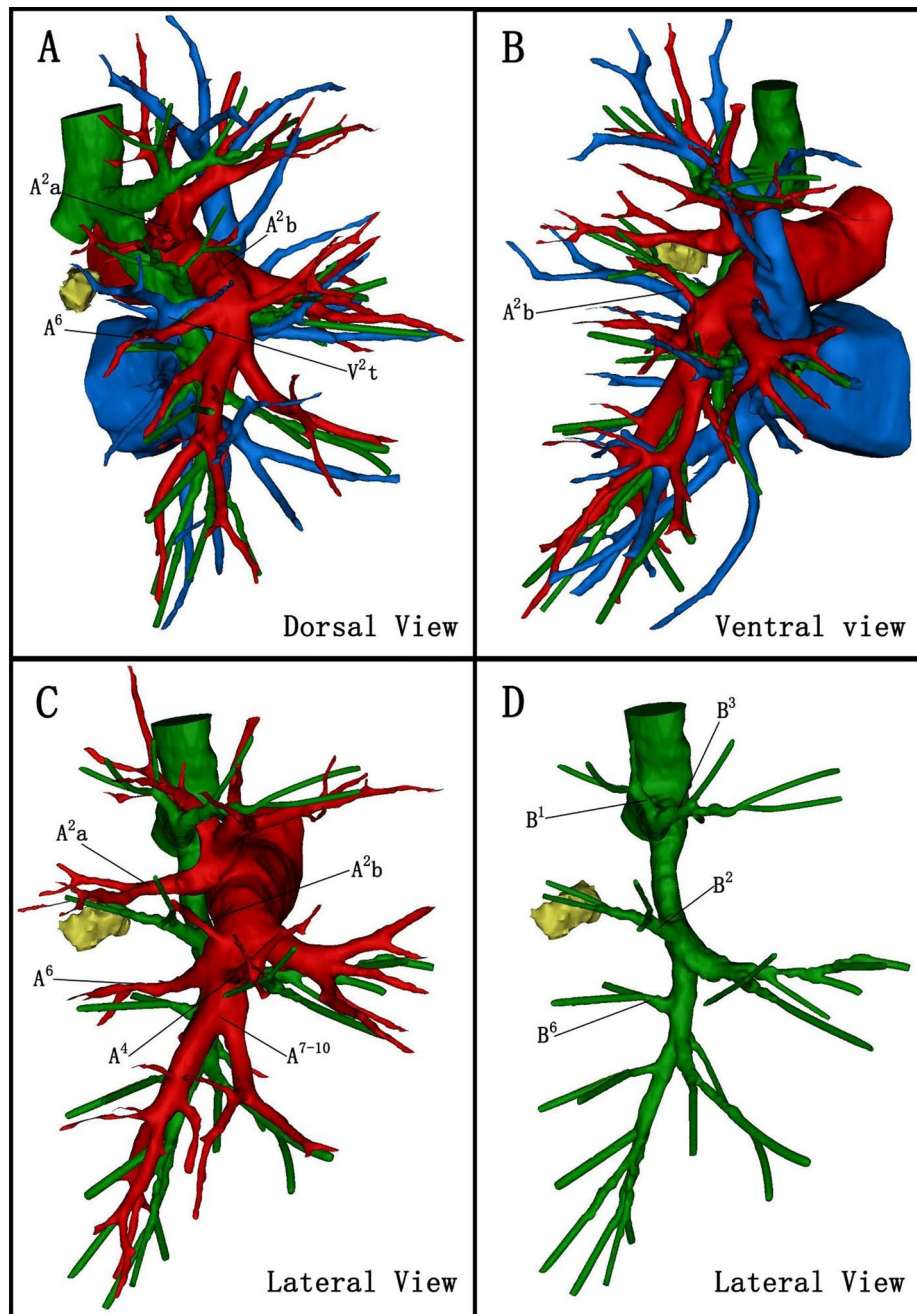 A
A²a
A²b
A⁶
V²t
Dorsal View
B
A²b
Ventral view
C
A²a
A²b
A⁶
A⁴
A⁷⁻¹⁰
Lateral View
D
B³
B¹
B²
B⁶
Lateral View